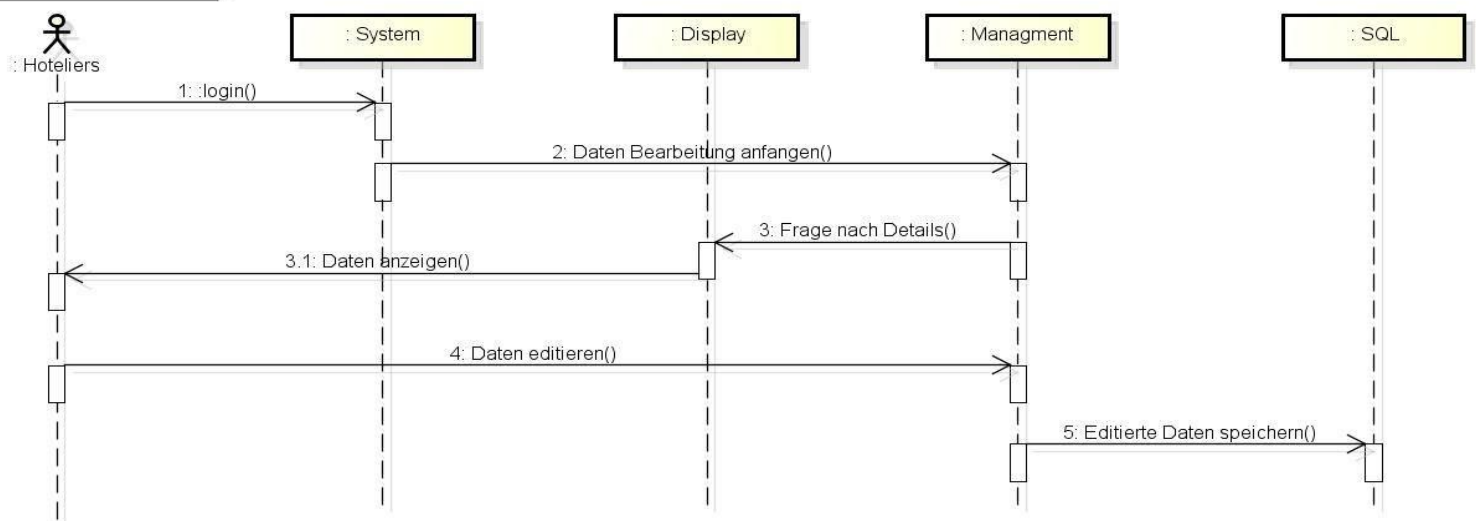 : Hoteliers
: System
: Display
: Managment
: SQL
1: :login()
2: Daten Bearbeitung anfangen()
3: Frage nach Details()
3.1: Daten anzeigen()
4: Daten editieren()
5: Editierte Daten speichern()